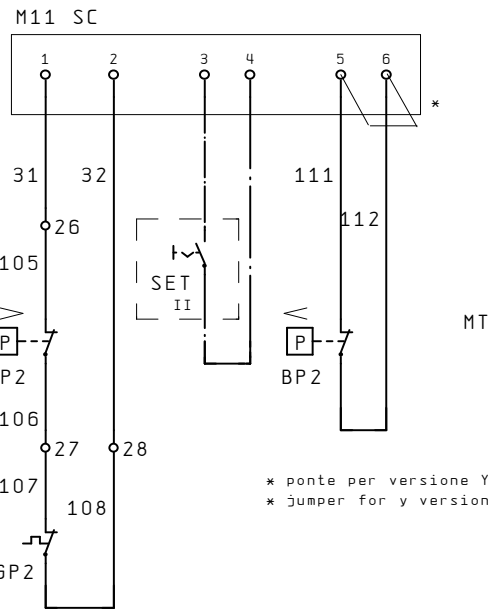 M11 SC
1 2 3 4 5 6
*
31 32 111
112
26
105
SET
II
MT
P P
P2 BP2
106
27 28
* ponte per versione Y
107
* jumper for y version
108
GP2